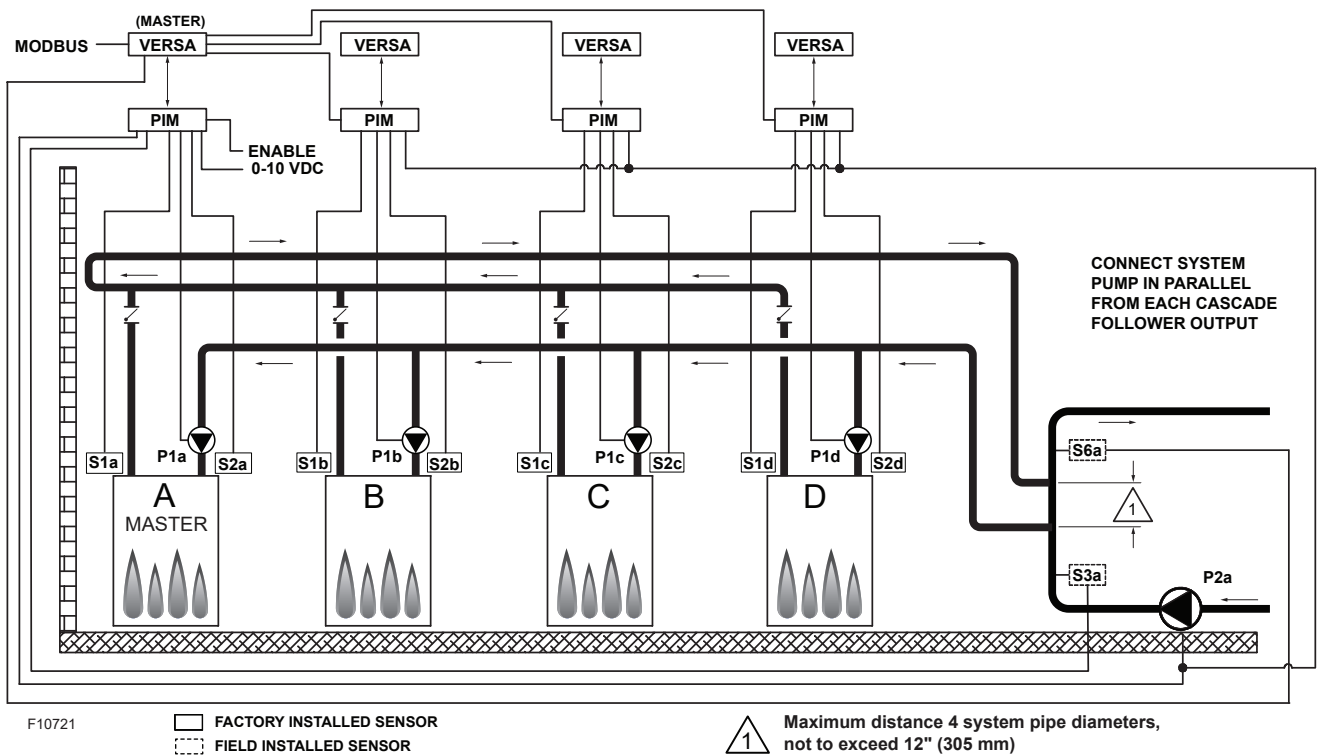 (MASTER)
MODBUS
VERSA
VERSA
VERSA
VERSA
PIM
PIM
PIM
PIM
ENABLE
0-10 VDC
CONNECT SYSTEM
PUMP IN PARALLEL
FROM EACH CASCADE
FOLLOWER OUTPUT
S1a
P1a
S2a
S1b
P1b
S2b
S1c
P1c
S2c
S1d
P1d
S2d
S6a
A
MASTER
B
C
D
1
S3a
P2a
F10721
FACTORY INSTALLED SENSOR
FIELD INSTALLED SENSOR
1
Maximum distance 4 system pipe diameters,
not to exceed 12" (305 mm)